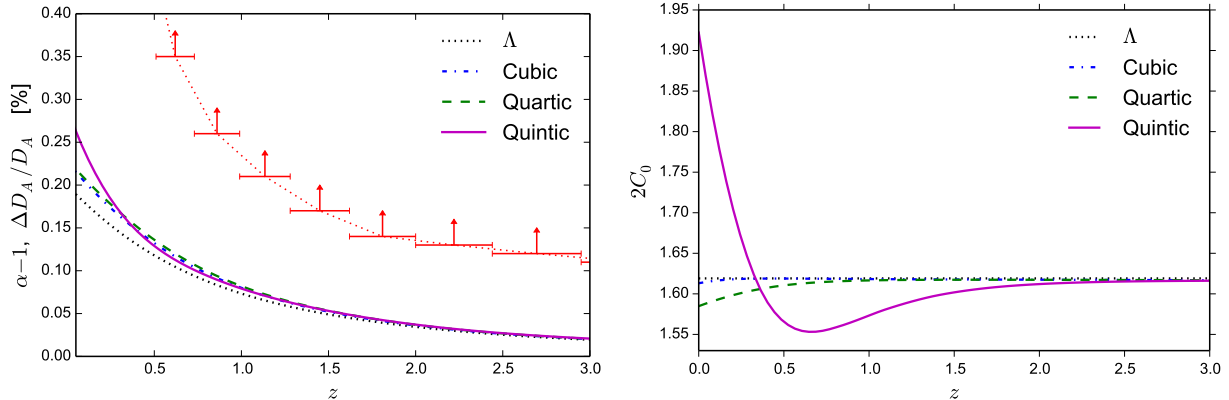 0.40
0.35
0.30
0.25
0.20
0.15
0.10
0.05
0.00
α−1, ΔD_A/D_A [%]
Λ
Cubic
Quartic
Quintic
0.5 1.0 1.5 2.0 2.5 3.0
z
1.95
1.90
1.85
1.80
1.75
1.70
1.65
1.60
1.55
2C_0
Λ
Cubic
Quartic
Quintic
0.0 0.5 1.0 1.5 2.0 2.5 3.0
z